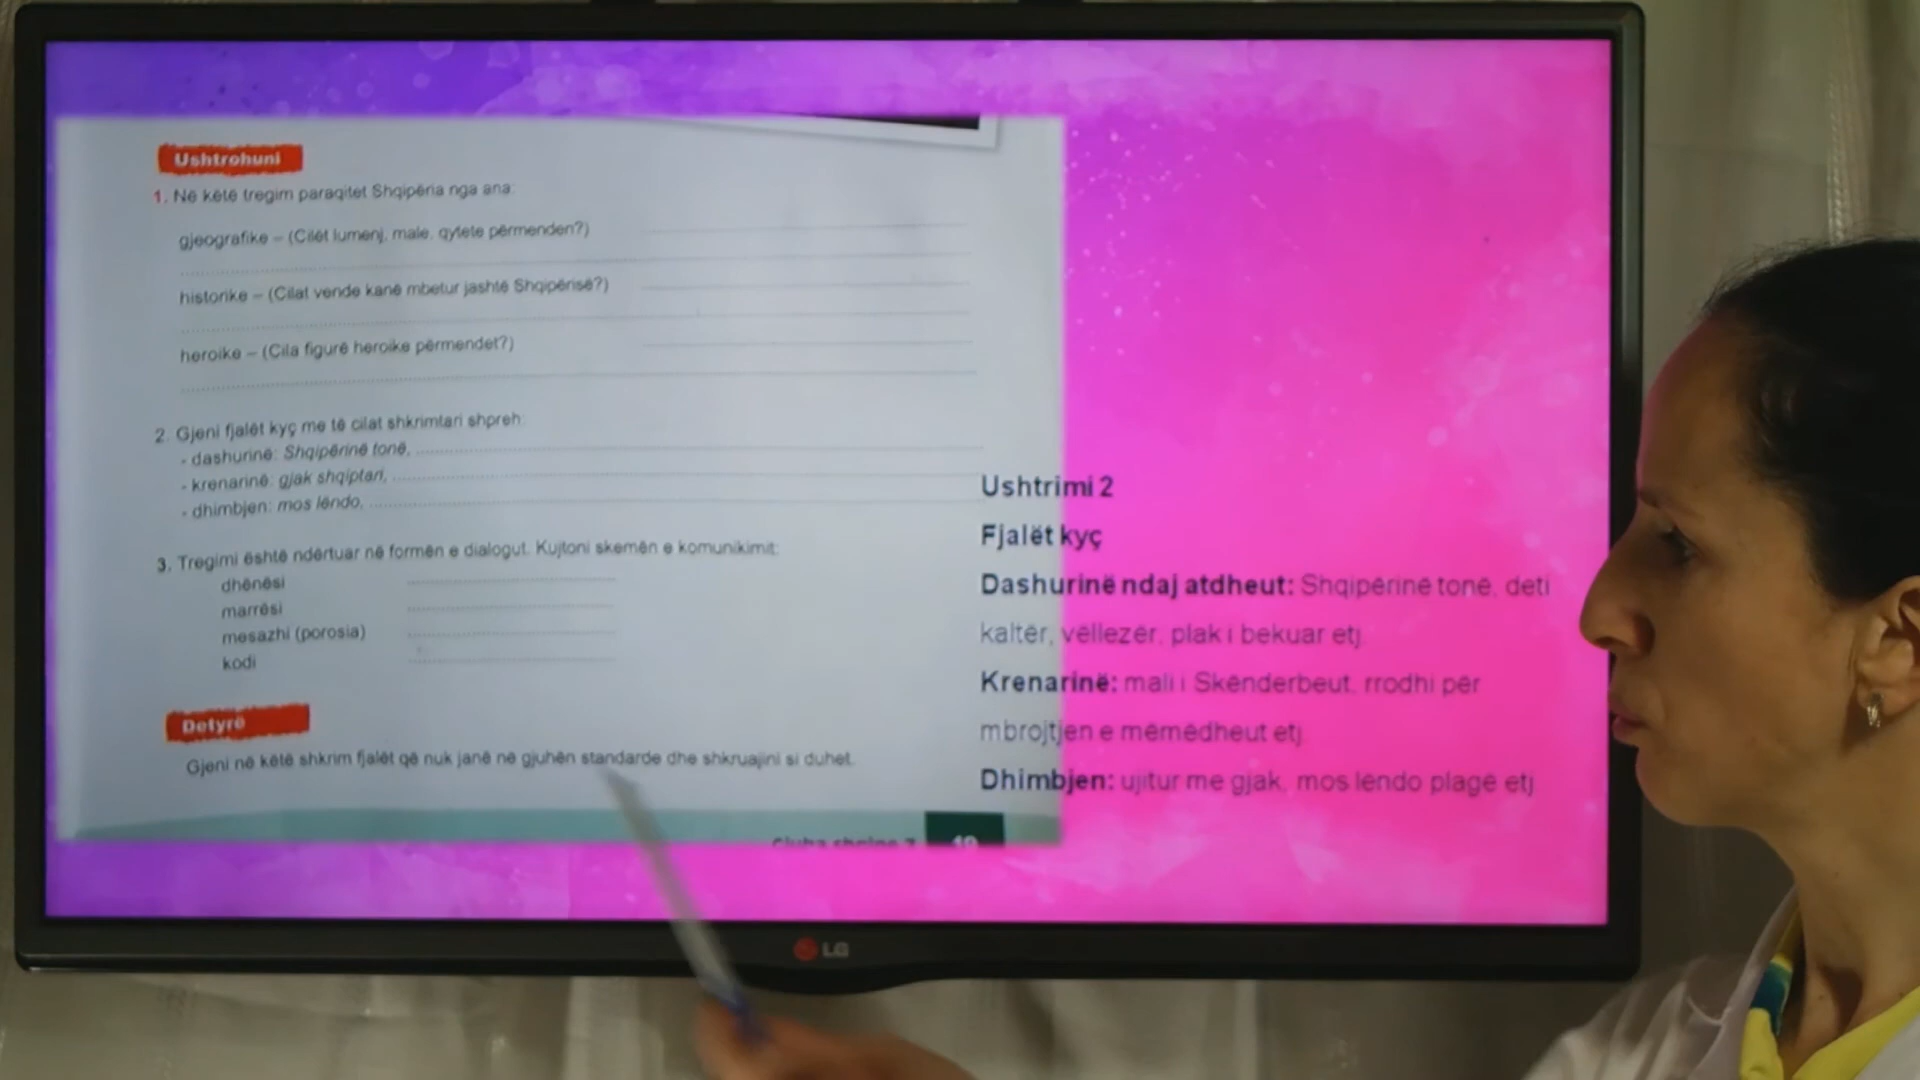 Ushtrohuni
1. Në këtë tregim paraqitet Shqipëria nga ana:
gjeografike – (Cilët lumenj, male, qytete përmenden?)
historike – (Cilat vende kanë mbetur jashtë Shqipërisë?)
heroike – (Cila figurë heroike përmendet?)
2. Gjeni fjalët kyç me të cilat shkrimtari shpreh:
- dashurinë: Shqipërinë tonë,
- krenarinë: gjak shqiptari,
- dhimbjen: mos lëndo,
3. Tregimi është ndërtuar në formën e dialogut. Kujtoni skemën e komunikimit:
dhënësi
marrësi
mesazhi (porosia)
kodi
Detyrë
Gjeni në këtë shkrim fjalët që nuk janë në gjuhën standarde dhe shkruajini si duhet.
Gjuha shqipe 7 49
Ushtrimi 2
Fjalët kyç
Dashurinë ndaj atdheut: Shqipërinë tonë, deti
kaltër, vëllezër, plak i bekuar etj
Krenarinë: mali i Skënderbeut, rrodhi për
mbrojtjen e mëmëdheut etj
Dhimbjen: ujitur me gjak, mos lëndo plagë etj
LG